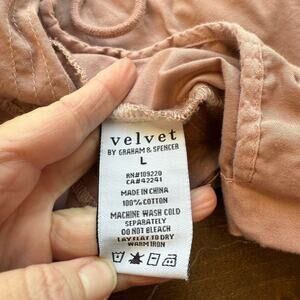 velvet
BY GRAHAM & SPENCER
L
RN#109220
CA#42241
MADE IN CHINA
100% COTTON
MACHINE WASH COLD
SEPARATELY
DO NOT BLEACH
LAY FLAT TO DRY
WARM IRON